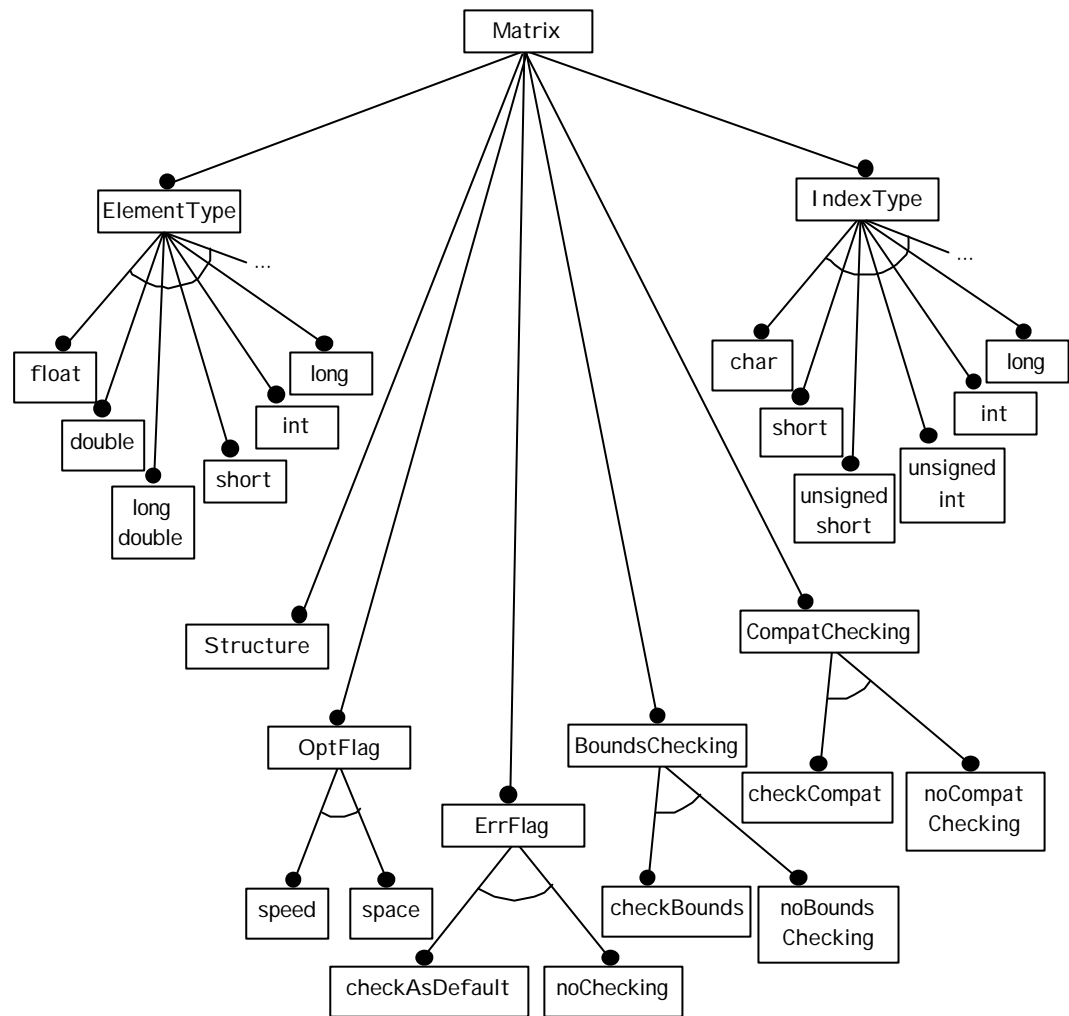 Matrix
ElementType
IndexType
...
...
float
long
char
long
double
int
short
int
short
unsigned
int
long
double
unsigned
short
Structure
CompatChecking
OptFlag
BoundsChecking
checkCompat
noCompat
Checking
ErrFlag
speed
space
checkBounds
noBounds
Checking
checkAsDefault
noChecking